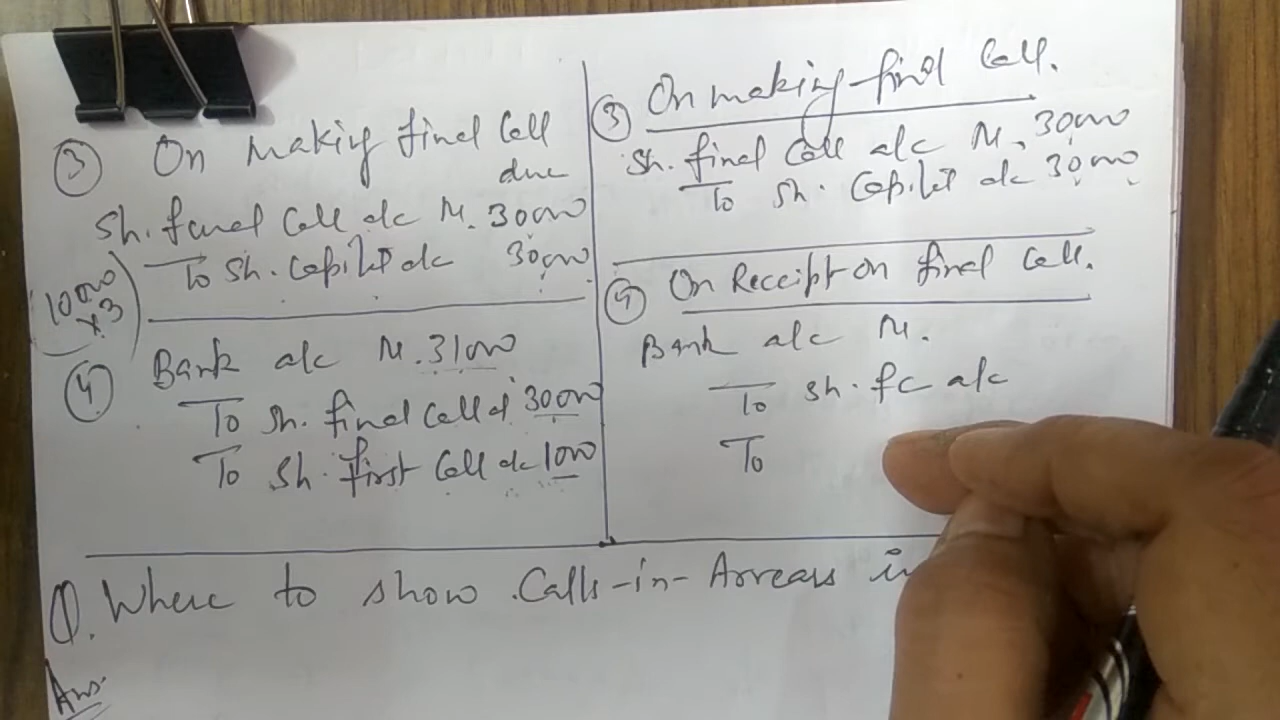 ③ On Making final Call
due
Sh. final Call a/c Dr. 30000
To Sh. Capital a/c 30000
10000
x 3
④ Bank a/c Dr. 31000
To Sh. final Call a/c 30000
To Sh. first Call a/c 1000
③ On making final Call.
Sh. final Call a/c Dr. 30000
To Sh. Capital a/c 30000
④ On Receipt on final Call.
Bank a/c Dr.
To Sh. fc a/c
To
Q. Where to show Calls-in-Arrears in
Ans.